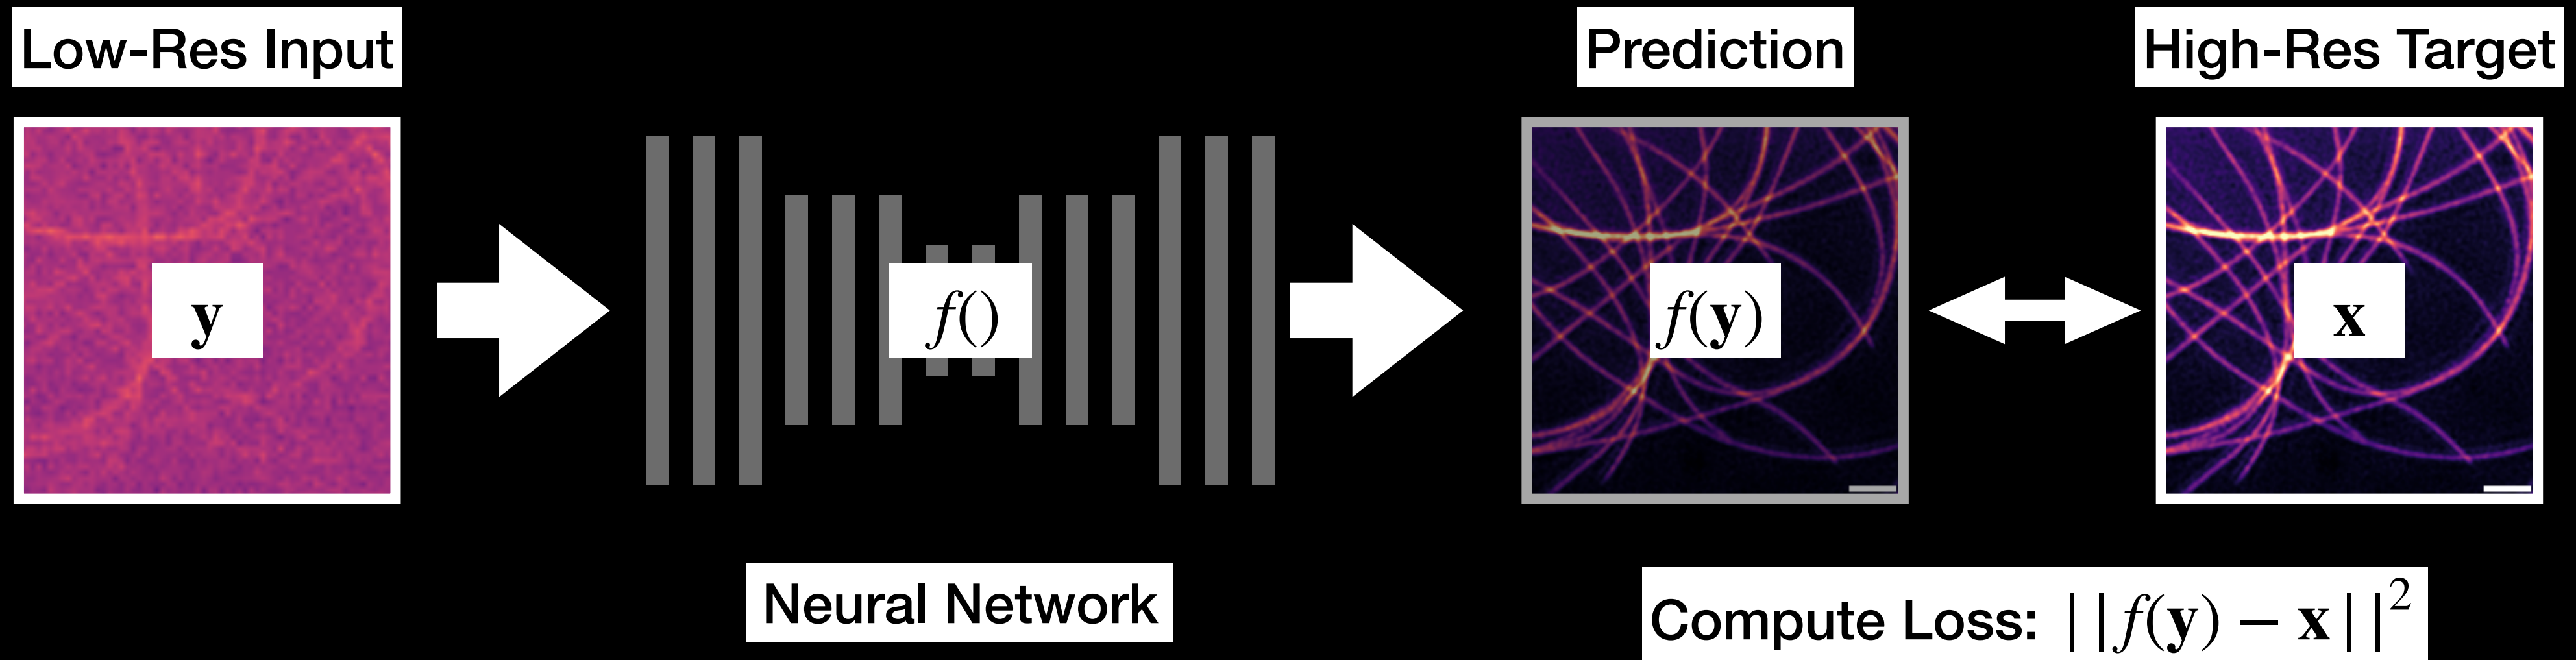 Low-Res Input
Prediction
High-Res Target
y
f()
f(y)
x
Neural Network
Compute Loss: ||f(y) − x||²